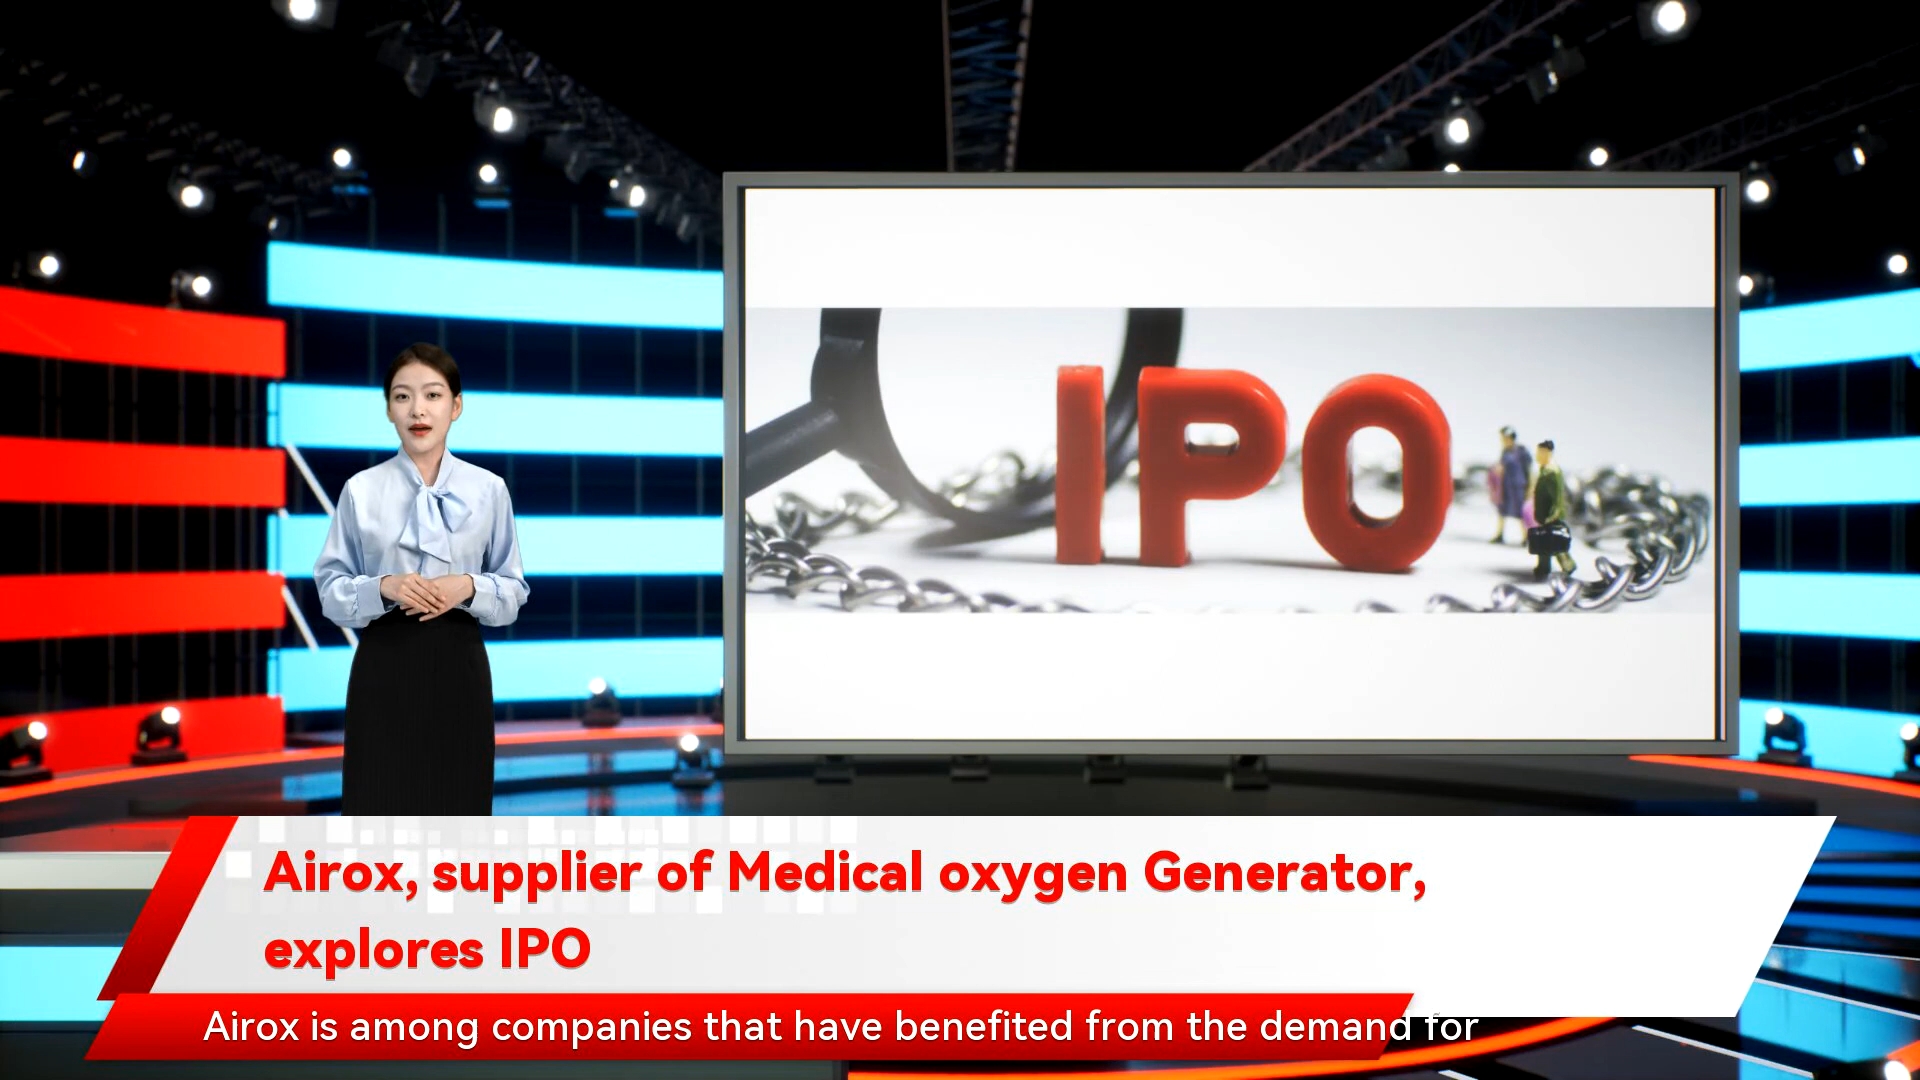 IPO
Airox, supplier of Medical oxygen Generator,
explores IPO
Airox is among companies that have benefited from the demand for